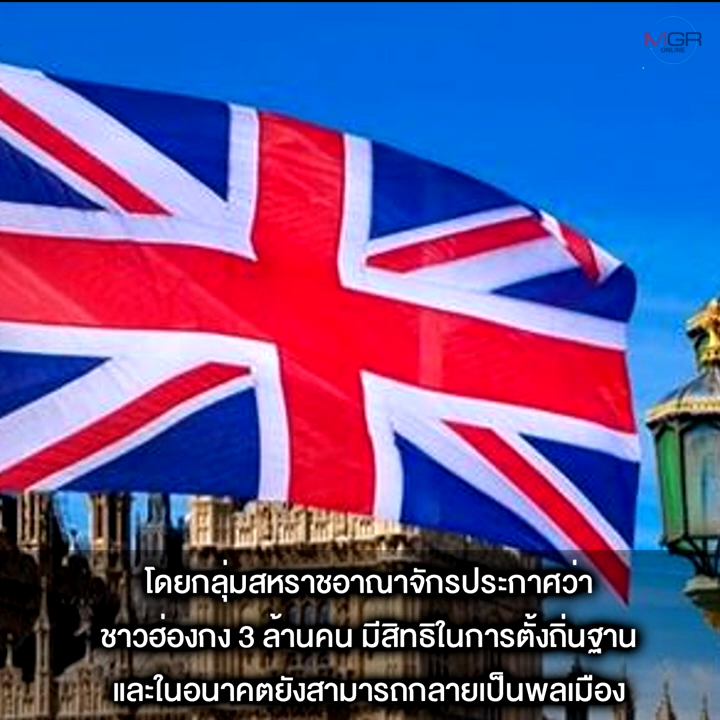 MGR
ONLINE
โดยกลุ่มสหราชอาณาจักรประกาศว่า
ชาวฮ่องกง 3 ล้านคน มีสิทธิในการตั้งถิ่นฐาน
และในอนาคตยังสามารถกลายเป็นพลเมือง